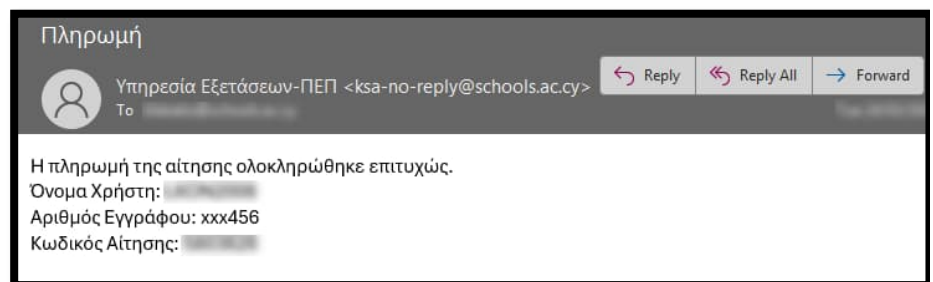 Πληρωμή
Υπηρεσία Εξετάσεων-ΠΕΠ <ksa-no-reply@schools.ac.cy>
Reply Reply All Forward
To
Η πληρωμή της αίτησης ολοκληρώθηκε επιτυχώς.
Όνομα Χρήστη:
Αριθμός Εγγράφου: xxx456
Κωδικός Αίτησης: